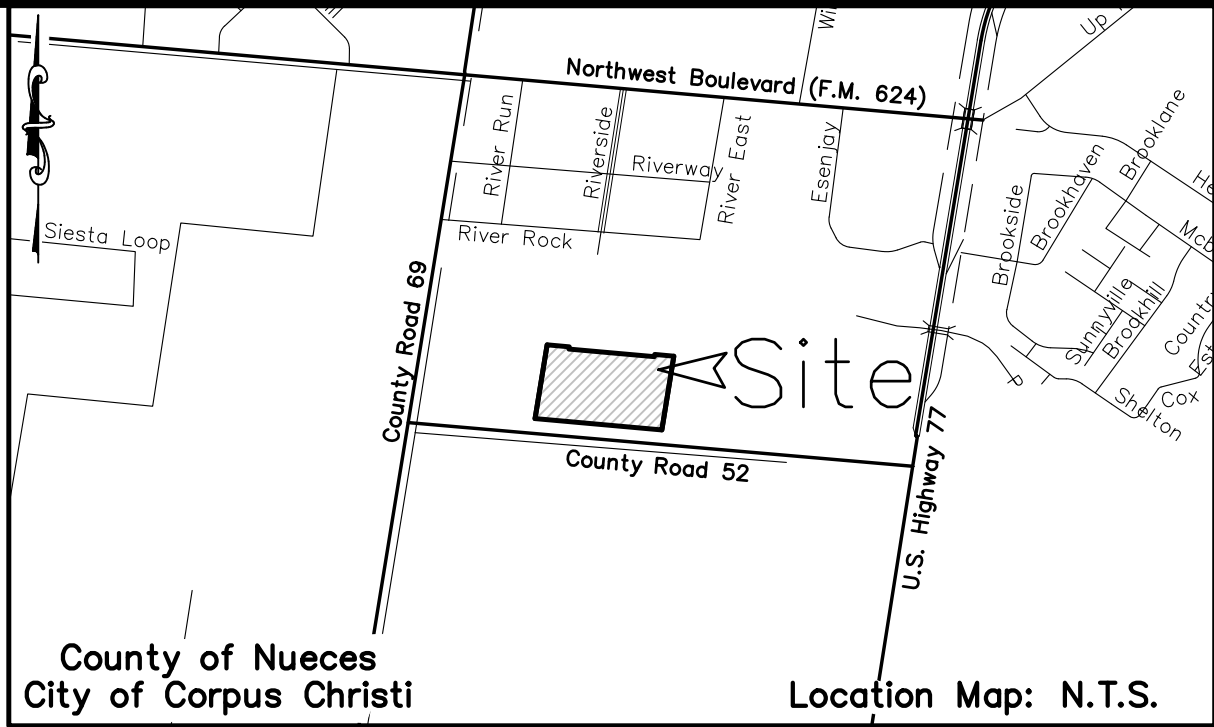 Up
Northwest Boulevard (F.M. 624)
River Run
Riverside
Riverway
River East
Esenjay
Brooklane
Brookhaven
Brookside
River Rock
Siesta Loop
County Road 69
Sunnyville
Brookhill
Site
Shelton
Cox
County Road 52
U.S. Highway 77
County of Nueces
City of Corpus Christi
Location Map: N.T.S.